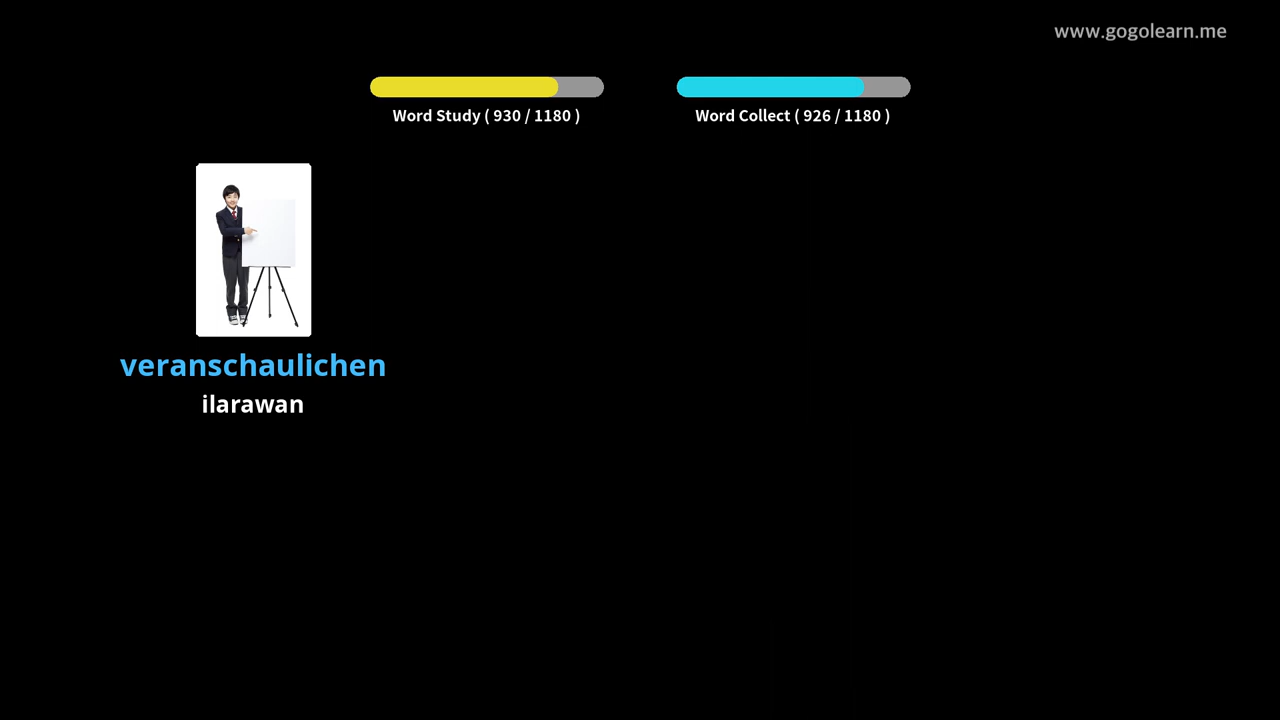 www.gogolearn.me
Word Study ( 930 / 1180 )
Word Collect ( 926 / 1180 )
veranschaulichen
ilarawan